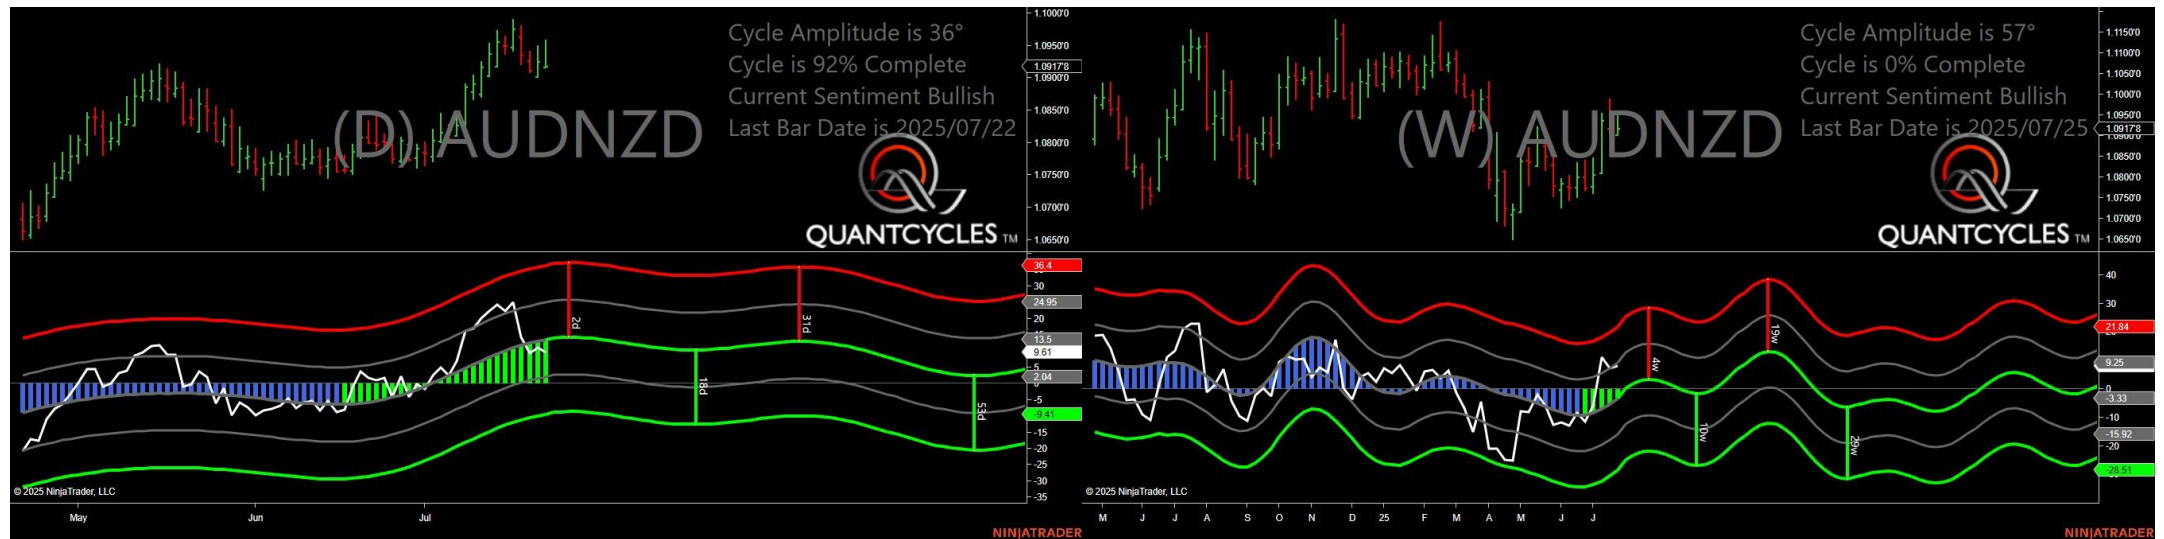 Cycle Amplitude is 36°
Cycle is 92% Complete
Current Sentiment Bullish
Last Bar Date is 2025/07/22
(D) AUDNZD
QUANTCYCLES TM
1.1000'0
1.0950'0
1.0917'8
1.0900'0
1.0850'0
1.0800'0
1.0750'0
1.0700'0
1.0650'0
36.4
30
24.95
20
13.5
9.61
5
2.04
-5
-9.41
-15
-20
-25
-30
-35
2d
18d
31d
53d
© 2025 NinjaTrader, LLC
May
Jun
Jul
NINJATRADER
Cycle Amplitude is 57°
Cycle is 0% Complete
Current Sentiment Bullish
Last Bar Date is 2025/07/25
(W) AUDNZD
QUANTCYCLES TM
1.1150'0
1.1100'0
1.1050'0
1.1000'0
1.0950'0
1.0917'8
1.0850'0
1.0800'0
1.0750'0
1.0700'0
1.0650'0
40
30
21.84
9.25
0
-3.33
-10
-15.92
-20
-28.51
4w
10w
19w
29w
© 2025 NinjaTrader, LLC
M
J
J
A
S
O
N
D
25
F
M
A
M
J
J
NINJATRADER